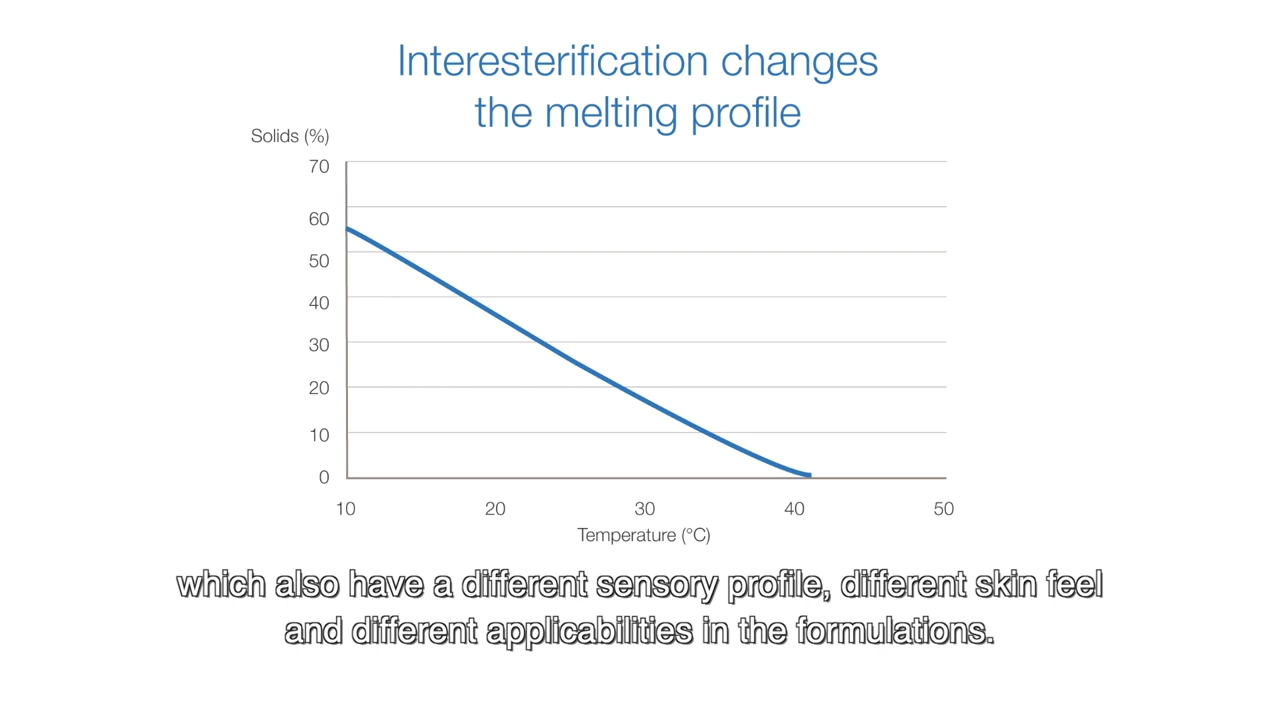 Interesterification changes
the melting profile
Solids (%)
70
60
50
40
30
20
10
0
10 20 30 40 50
Temperature (°C)
which also have a different sensory profile, different skin feel
and different applicabilities in the formulations.